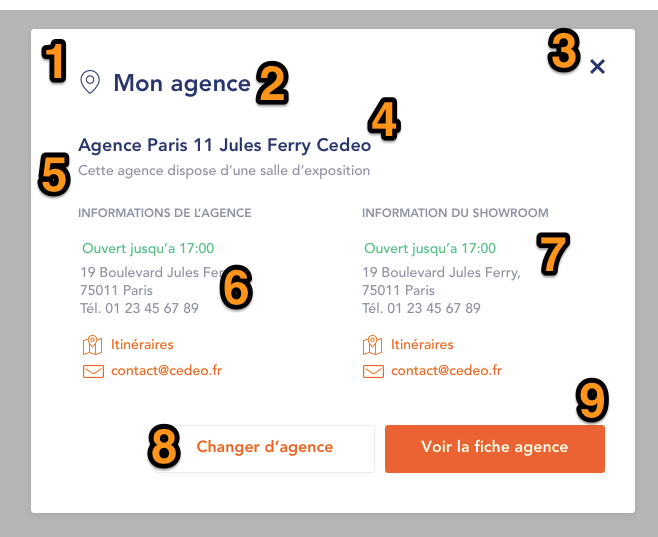 1
Mon agence 2
3
4
Agence Paris 11 Jules Ferry Cedeo
5
Cette agence dispose d’une salle d’exposition
INFORMATIONS DE L’AGENCE
Ouvert jusqu’a 17:00
19 Boulevard Jules
75011 Paris
Tél. 01 23 45 67 89
6
Itinéraires
contact@cedeo.fr
INFORMATION DU SHOWROOM
Ouvert jusqu’a 17:00
7
19 Boulevard Jules Ferry,
75011 Paris
Tél. 01 23 45 67 89
Itinéraires
contact@cedeo.fr
8
Changer d’agence
9
Voir la fiche agence